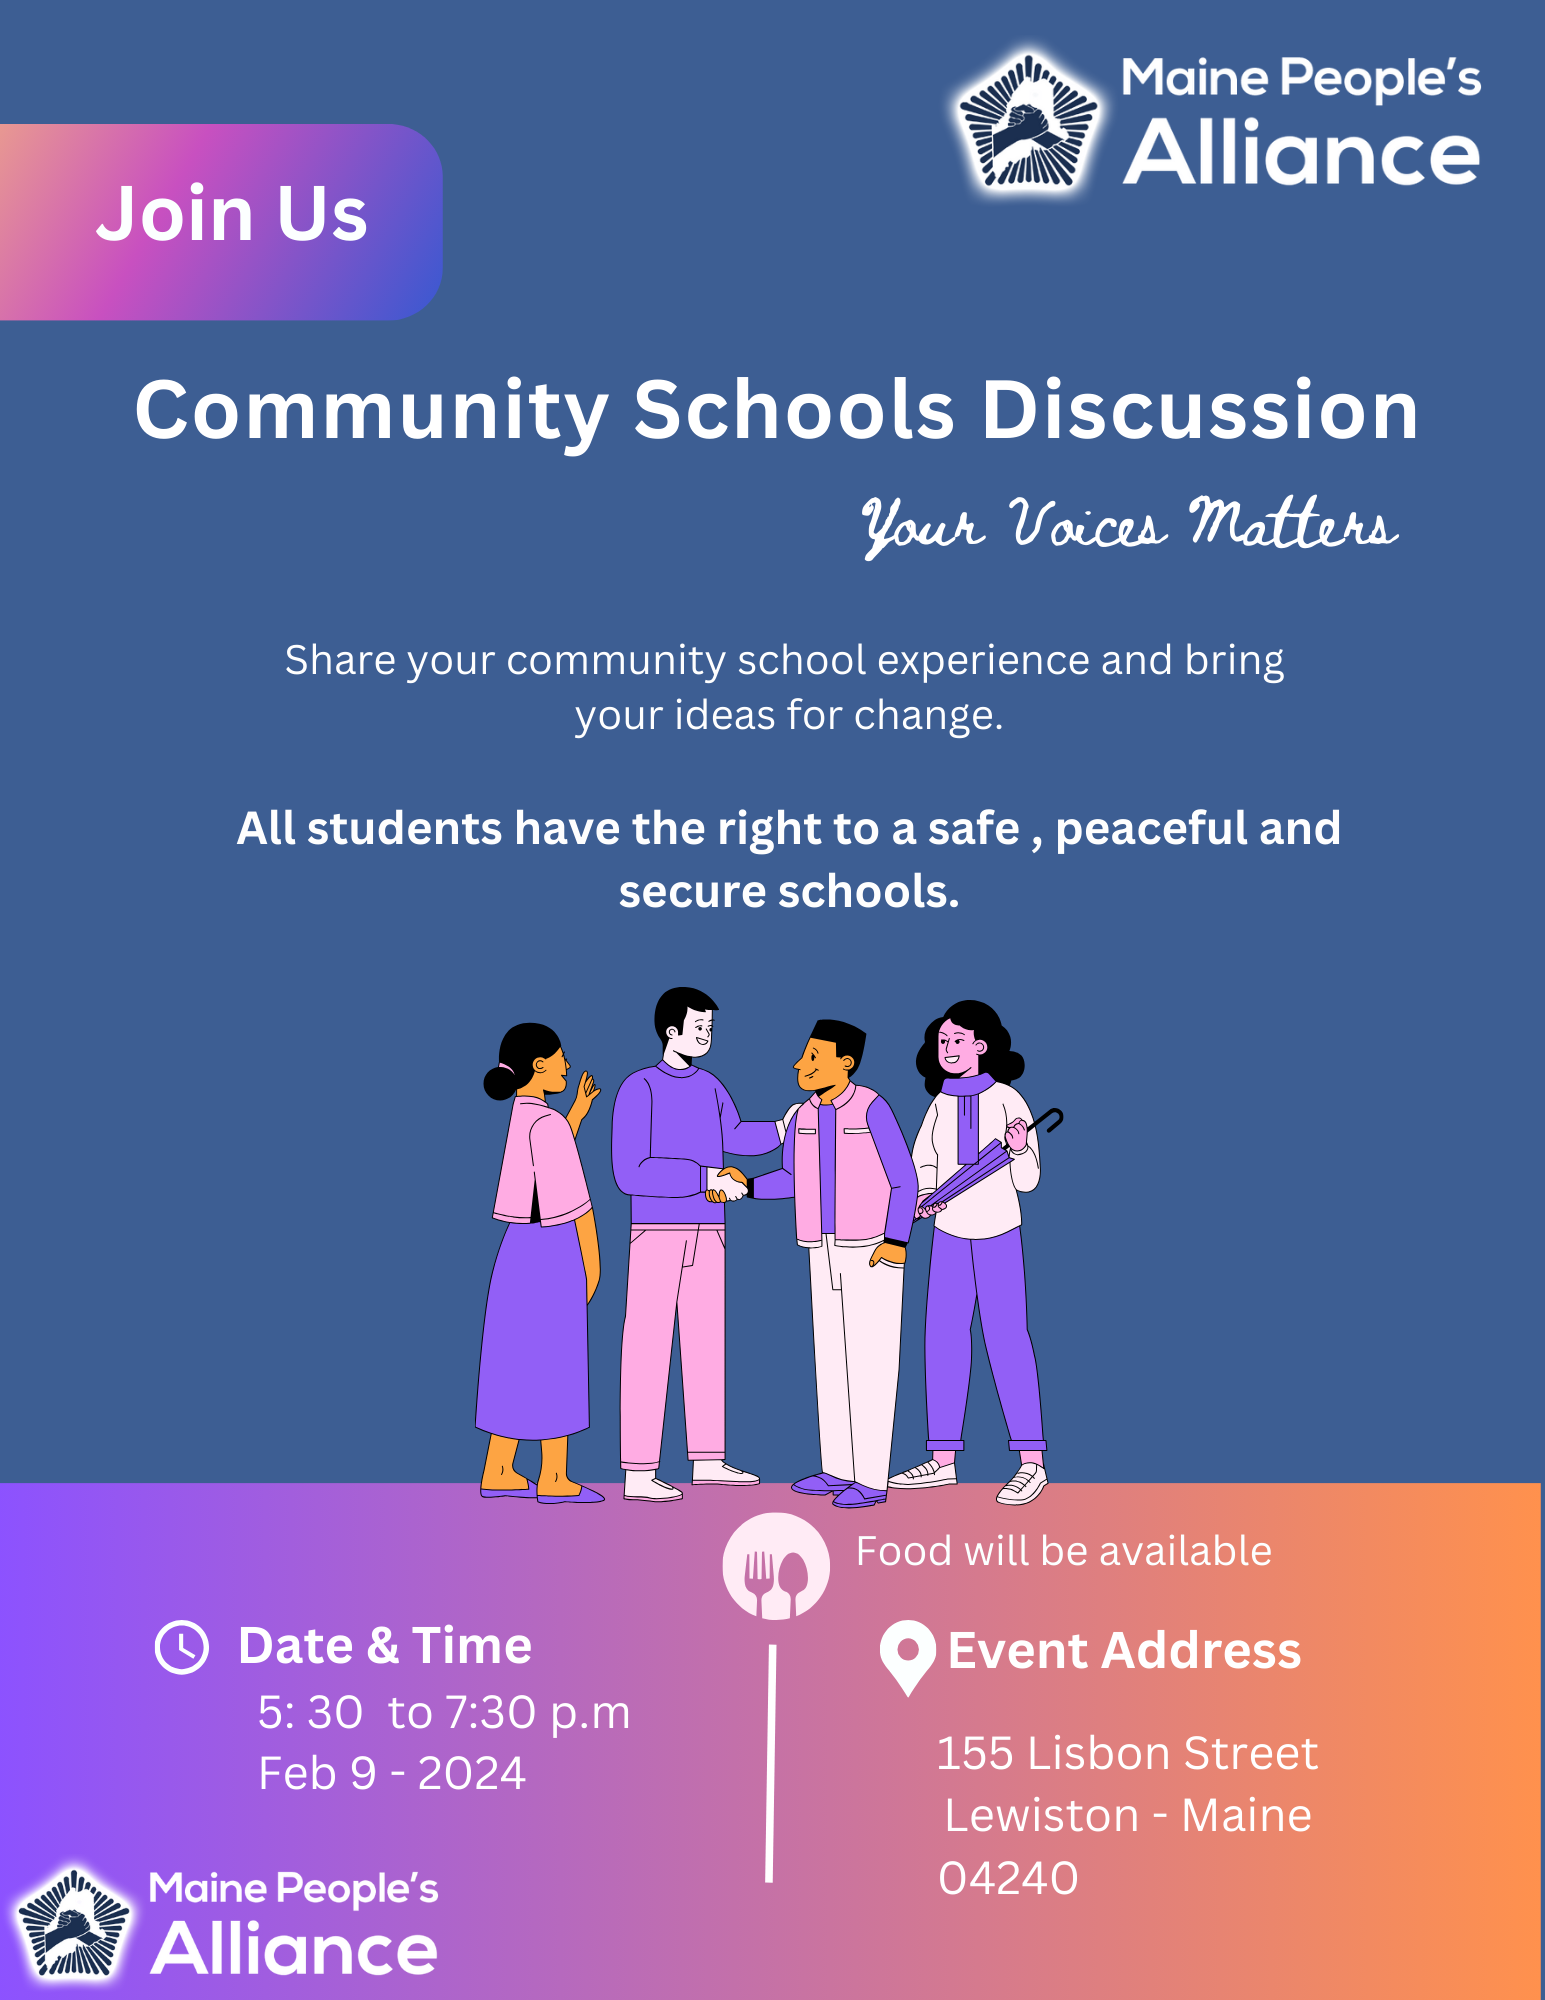 Maine People's
Alliance
Join Us
Community Schools Discussion
Your Voices Matters
Share your community school experience and bring
your ideas for change.
All students have the right to a safe , peaceful and
secure schools.
Food will be available
Date & Time
5: 30 to 7:30 p.m
Feb 9 - 2024
Event Address
155 Lisbon Street
Lewiston - Maine
04240
Maine People's
Alliance